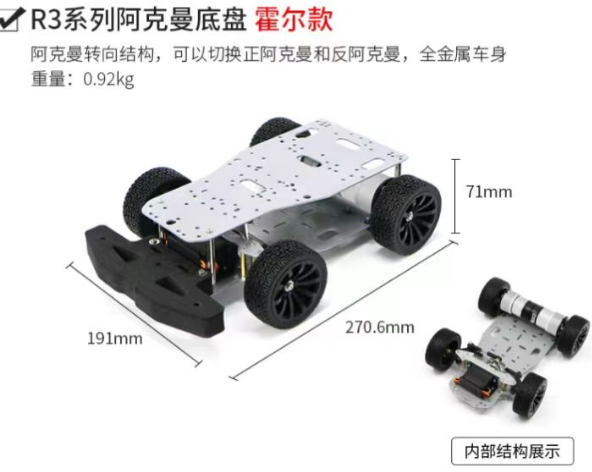 R3系列阿克曼底盘 霍尔款
阿克曼转向结构，可以切换正阿克曼和反阿克曼，全金属车身
重量：0.92kg
71mm
191mm
270.6mm
内部结构展示